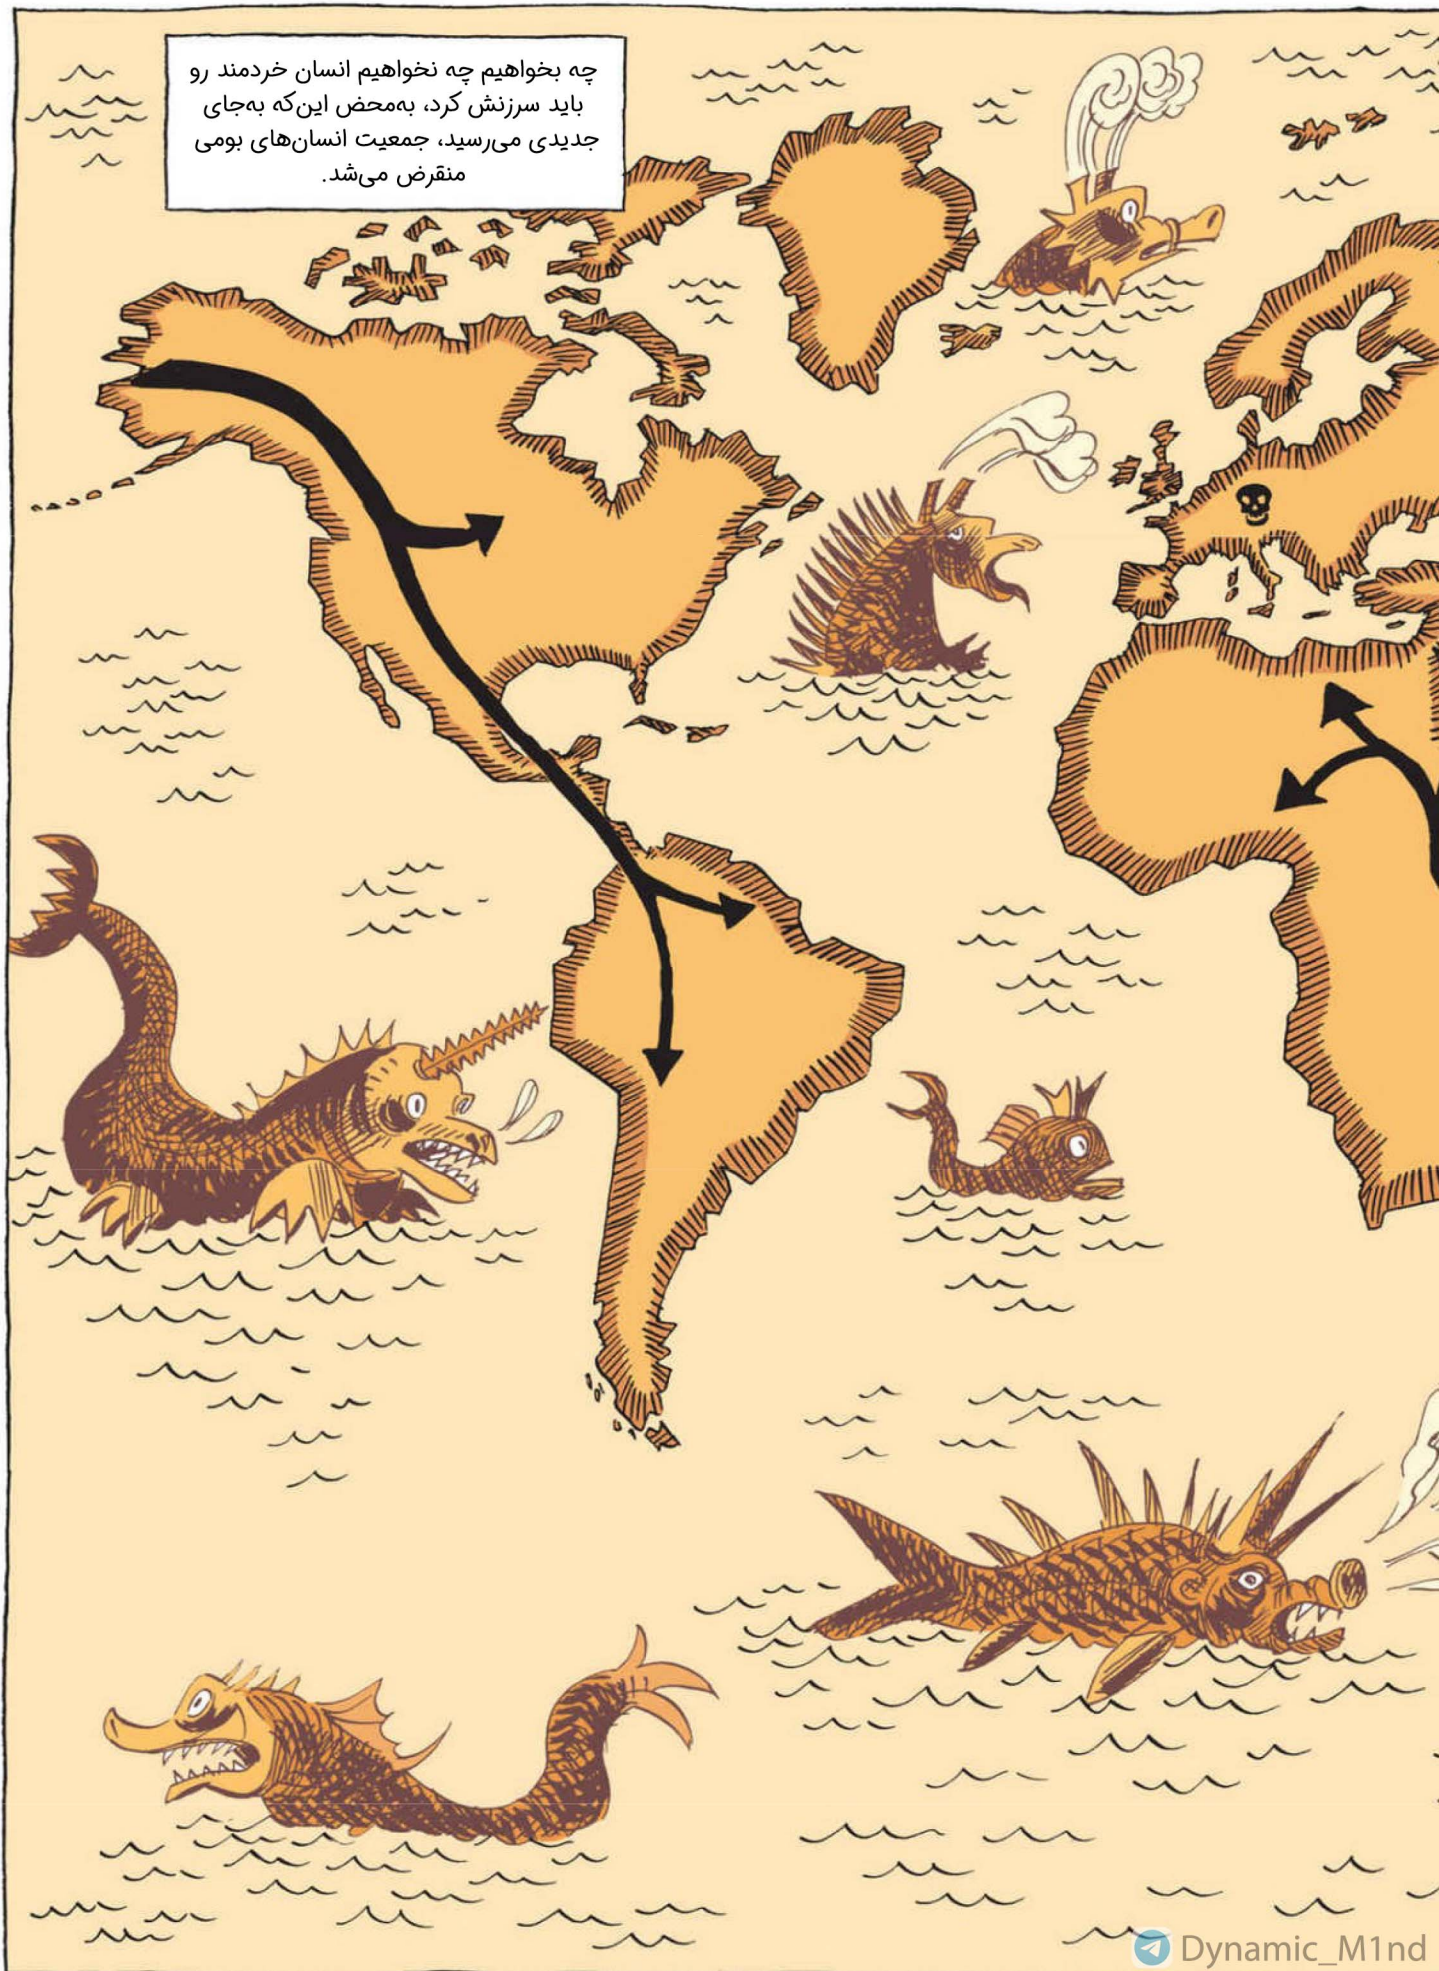 چه بخواهیم چه نخواهیم انسان خردمند رو
باید سرزنش کرد، به‌محض این‌که به‌جای
جدیدی می‌رسید، جمعیت انسان‌های بومی
منقرض می‌شد.
Dynamic_M1nd